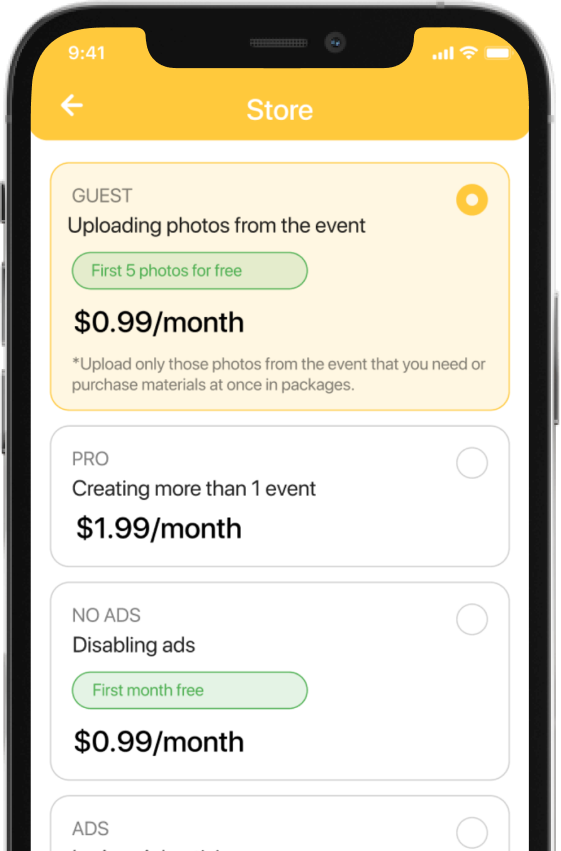 9:41
Store
GUEST
Uploading photos from the event
First 5 photos for free
$0.99/month
*Upload only those photos from the event that you need or
purchase materials at once in packages.
PRO
Creating more than 1 event
$1.99/month
NO ADS
Disabling ads
First month free
$0.99/month
ADS